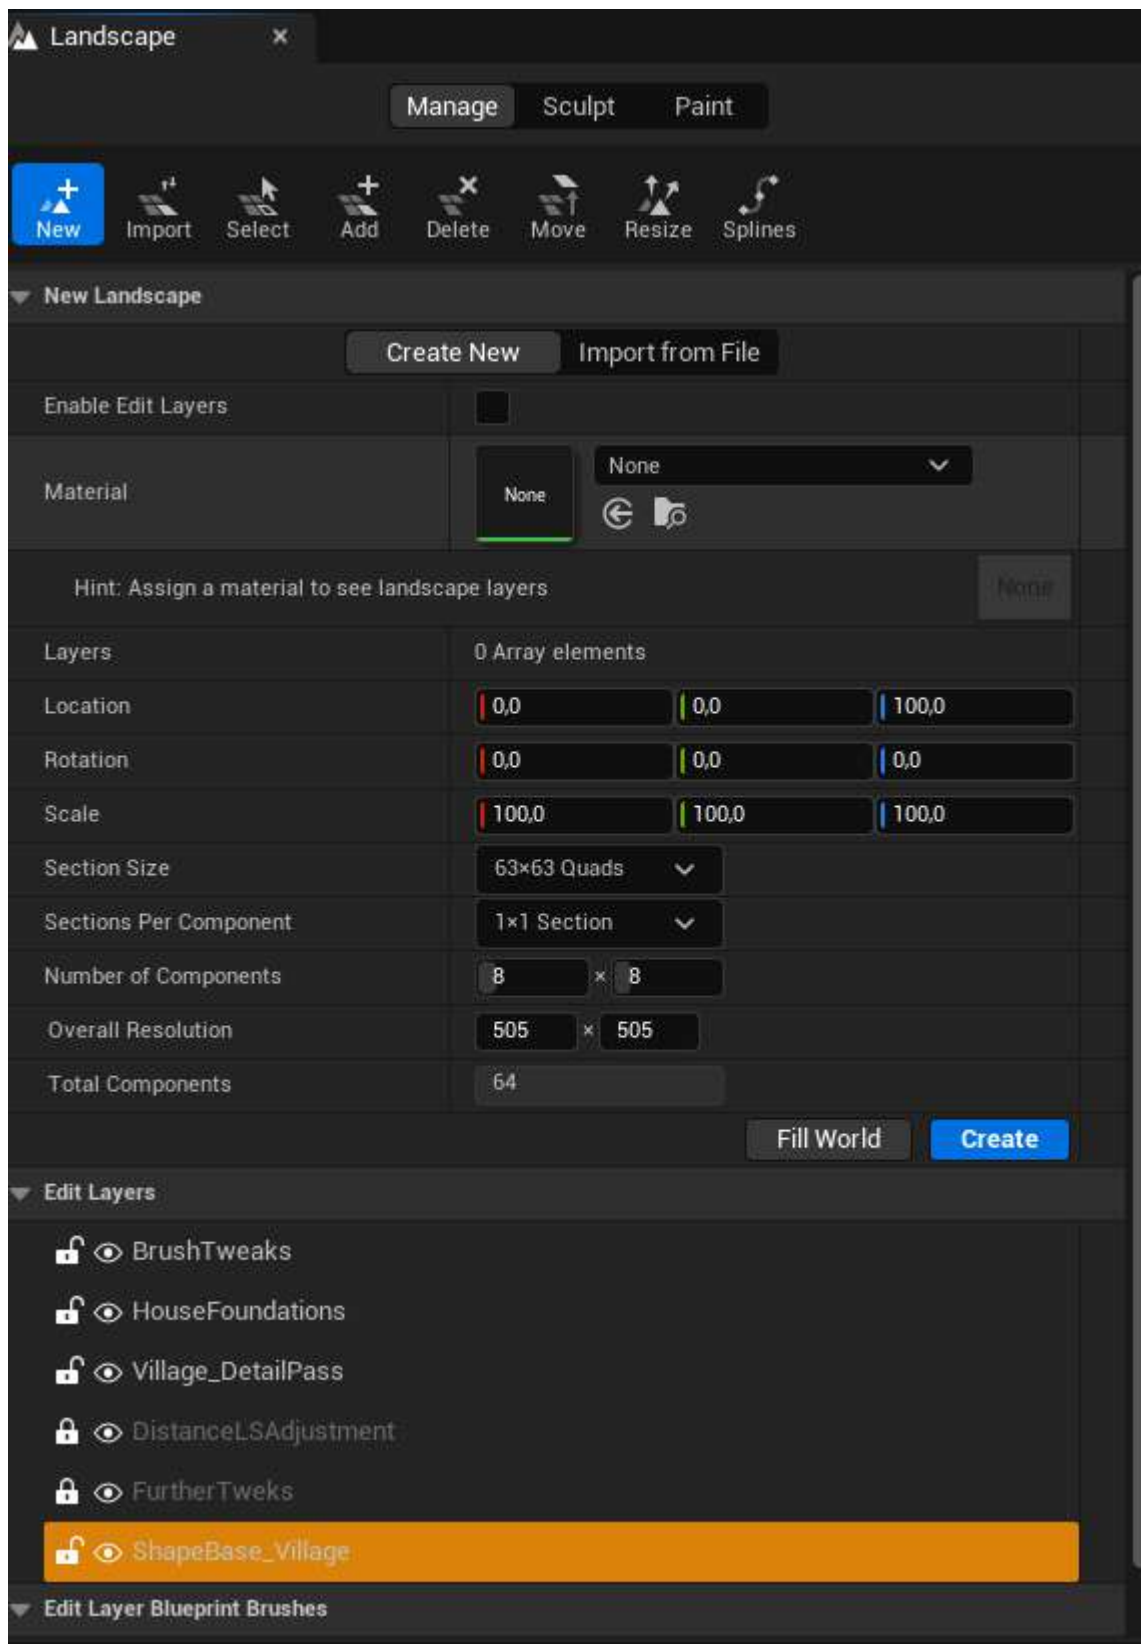 Landscape ×
Manage Sculpt Paint
New Import Select Add Delete Move Resize Splines
New Landscape
Create New Import from File
Enable Edit Layers
Material None None
Hint: Assign a material to see landscape layers None
Layers 0 Array elements
Location 0,0 0,0 100,0
Rotation 0,0 0,0 0,0
Scale 100,0 100,0 100,0
Section Size 63×63 Quads
Sections Per Component 1×1 Section
Number of Components 8 × 8
Overall Resolution 505 × 505
Total Components 64
Fill World Create
Edit Layers
BrushTweaks
HouseFoundations
Village_DetailPass
DistanceLSAdjustment
FurtherTweks
ShapeBase_Village
Edit Layer Blueprint Brushes